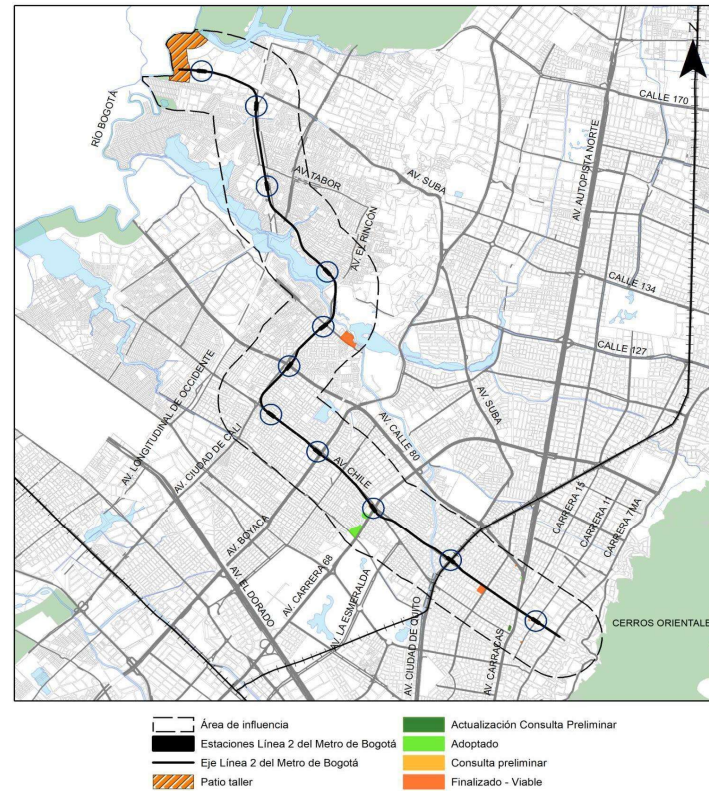 N
CALLE 170
RÍO BOGOTÁ
AV. AUTOPISTA NORTE
AV. TABOR
AV. SUBA
AV. EL RINCÓN
CALLE 134
CALLE 127
AV. LONGITUDINAL DE OCCIDENTE
AV. SUBA
AV. CIUDAD DE CALI
AV. CALLE 80
AV. CHILE
CARRERA 15
CARRERA 11
CARRERA 7MA
AV. BOYACÁ
AV. CARRERA 68
AV. EL DORADO
AV. LA ESMERALDA
AV. CIUDAD DE QUITO
AV. CARACAS
CERROS ORIENTALE
Área de influencia
Estaciones Línea 2 del Metro de Bogotá
Eje Línea 2 del Metro de Bogotá
Patio taller
Actualización Consulta Preliminar
Adoptado
Consulta preliminar
Finalizado - Viable